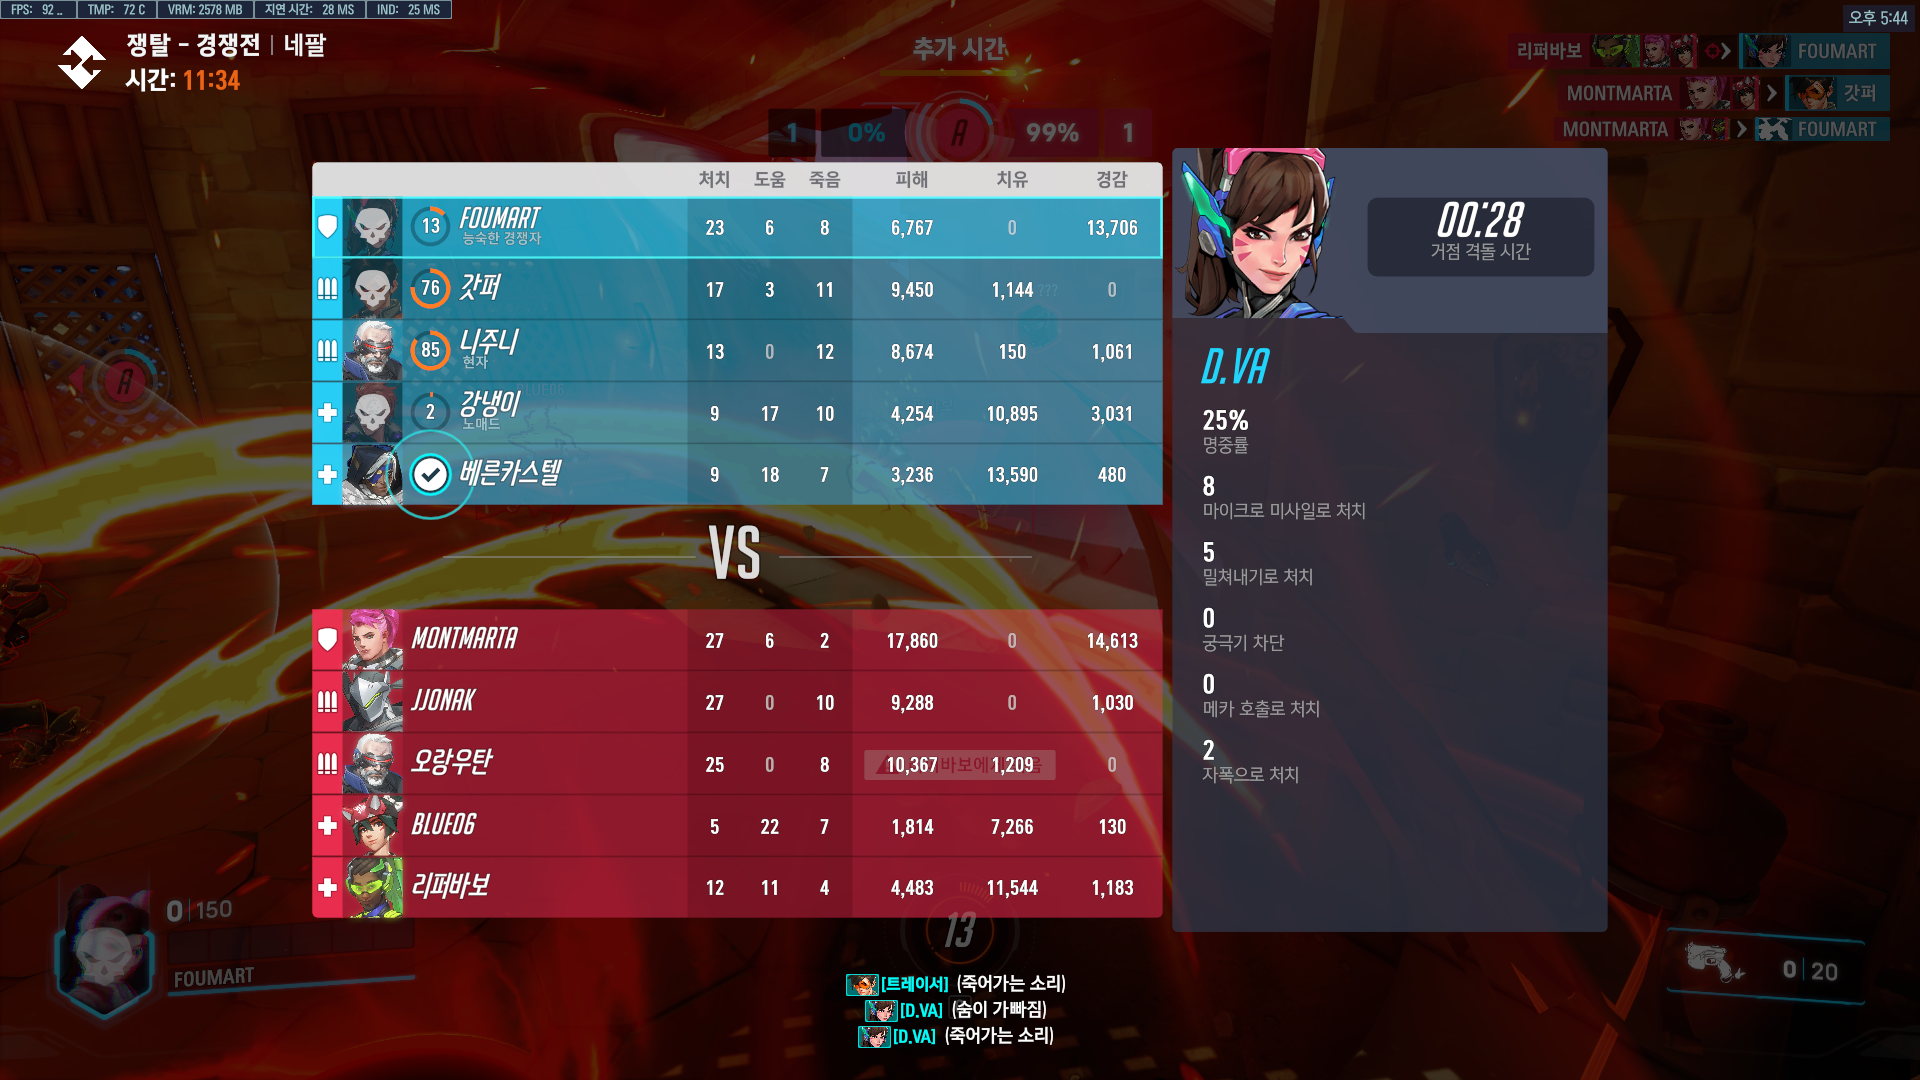 FPS: 92 .. TMP: 72 C VRM: 2578 MB 지연 시간: 28 MS IND: 25 MS
오후 5:44
쟁탈 - 경쟁전 | 네팔
시간: 11:34
추가 시간
1 0% A 99% 1
리퍼바보 FOUMART
MONTMARTA 갓퍼
MONTMARTA FOUMART
처치 도움 죽음 피해 치유 경감
13 FOUMART 23 6 8 6,767 0 13,706
능숙한 경쟁자
76 갓퍼 17 3 11 9,450 1,144 0
85 니주니 13 0 12 8,674 150 1,061
현자
2 강냉이 9 17 10 4,254 10,895 3,031
노매드
베른카스텔 9 18 7 3,236 13,590 480
VS
MONTMARTA 27 6 2 17,860 0 14,613
JJONAK 27 0 10 9,288 0 1,030
오랑우탄 25 0 8 10,367 1,209 0
BLUE06 5 22 7 1,814 7,266 130
리퍼바보 12 11 4 4,483 11,544 1,183
00:28
거점 격돌 시간
D.VA
25%
명중률
8
마이크로 미사일로 처치
5
밀쳐내기로 처치
0
궁극기 차단
0
메카 호출로 처치
2
자폭으로 처치
A
0 | 150
FOUMART
13
0 | 20
[트레이서] (죽어가는 소리)
[D.VA] (숨이 가빠짐)
[D.VA] (죽어가는 소리)